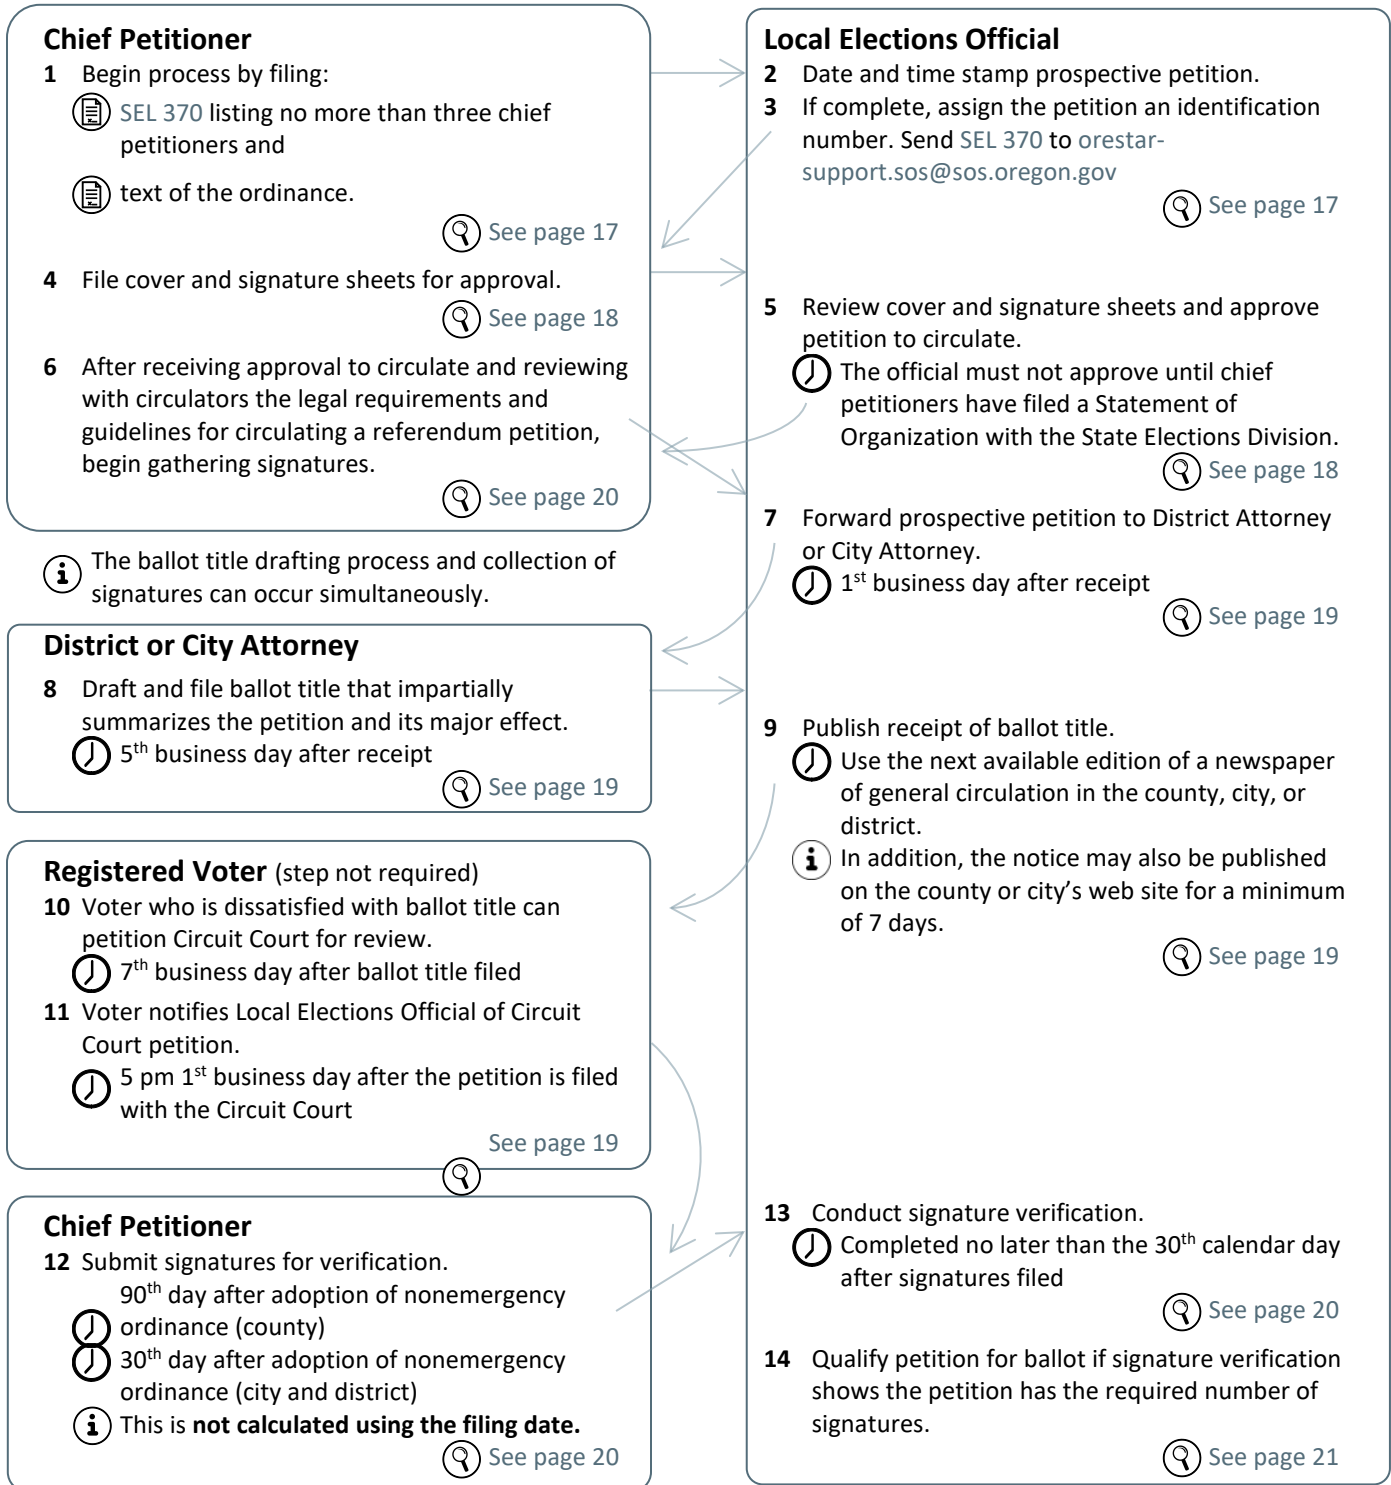 Chief Petitioner
1 Begin process by filing:
SEL 370 listing no more than three chief
petitioners and
text of the ordinance.
See page 17
4 File cover and signature sheets for approval.
See page 18
6 After receiving approval to circulate and reviewing
with circulators the legal requirements and
guidelines for circulating a referendum petition,
begin gathering signatures.
See page 20
The ballot title drafting process and collection of
signatures can occur simultaneously.
District or City Attorney
8 Draft and file ballot title that impartially
summarizes the petition and its major effect.
5th business day after receipt
See page 19
Registered Voter (step not required)
10 Voter who is dissatisfied with ballot title can
petition Circuit Court for review.
7th business day after ballot title filed
11 Voter notifies Local Elections Official of Circuit
Court petition.
5 pm 1st business day after the petition is filed
with the Circuit Court
See page 19
Chief Petitioner
12 Submit signatures for verification.
90th day after adoption of nonemergency
ordinance (county)
30th day after adoption of nonemergency
ordinance (city and district)
This is not calculated using the filing date.
See page 20
Local Elections Official
2 Date and time stamp prospective petition.
3 If complete, assign the petition an identification
number. Send SEL 370 to orestar-
support.sos@sos.oregon.gov
See page 17
5 Review cover and signature sheets and approve
petition to circulate.
The official must not approve until chief
petitioners have filed a Statement of
Organization with the State Elections Division.
See page 18
7 Forward prospective petition to District Attorney
or City Attorney.
1st business day after receipt
See page 19
9 Publish receipt of ballot title.
Use the next available edition of a newspaper
of general circulation in the county, city, or
district.
In addition, the notice may also be published
on the county or city's web site for a minimum
of 7 days.
See page 19
13 Conduct signature verification.
Completed no later than the 30th calendar day
after signatures filed
See page 20
14 Qualify petition for ballot if signature verification
shows the petition has the required number of
signatures.
See page 21